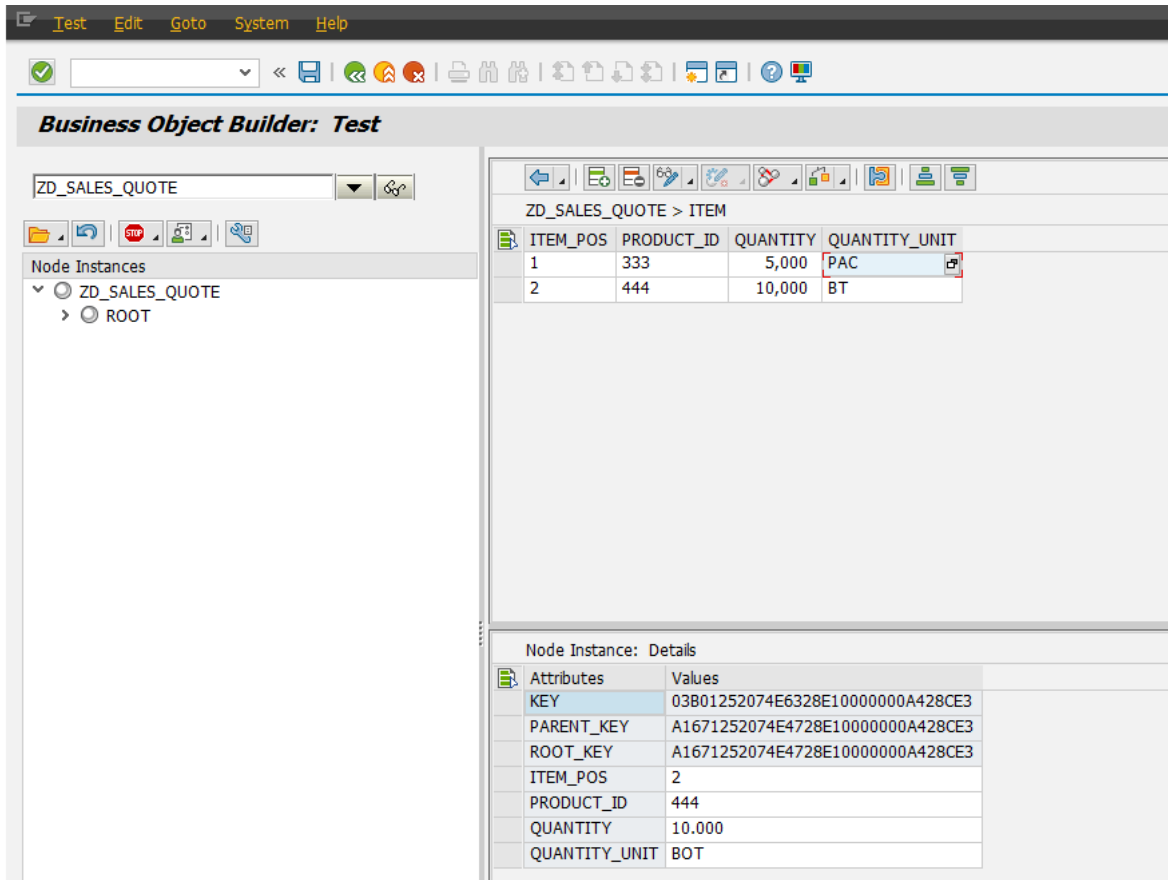 Test Edit Goto System Help
Business Object Builder: Test
ZD_SALES_QUOTE
STOP
Node Instances
ZD_SALES_QUOTE
ROOT
ZD_SALES_QUOTE > ITEM
ITEM_POS PRODUCT_ID QUANTITY QUANTITY_UNIT
1 333 5,000 PAC
2 444 10,000 BT
Node Instance: Details
Attributes Values
KEY 03B01252074E6328E10000000A428CE3
PARENT_KEY A1671252074E4728E10000000A428CE3
ROOT_KEY A1671252074E4728E10000000A428CE3
ITEM_POS 2
PRODUCT_ID 444
QUANTITY 10.000
QUANTITY_UNIT BOT